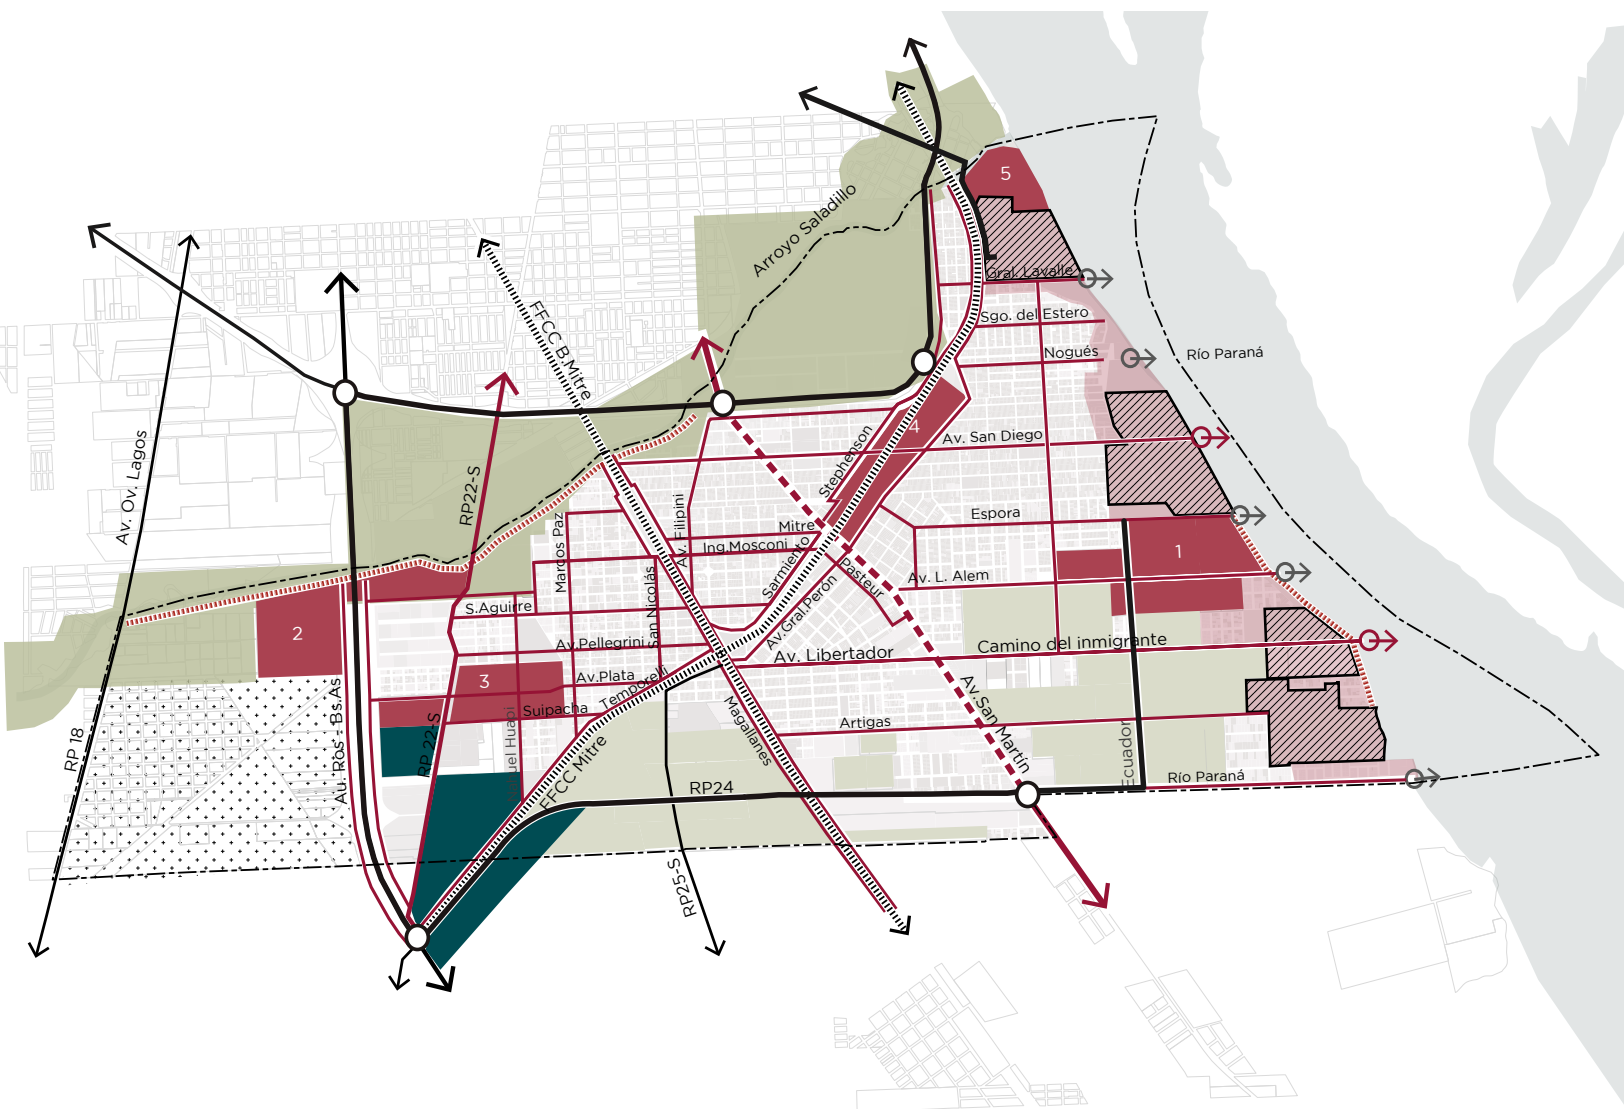 5
Arroyo Saladillo
Gral. Lavalle
Sgo. del Estero
Nogués
Río Paraná
FFCC B.Mitre
4
Av. San Diego
Stephenson
Av. Ov. Lagos
RP22-S
Av. Filipini
Marcos Paz
Mitre
Espora
Ing.Mosconi
1
Sarmiento
Pasteur
Av. L. Alem
San Nicolás
S.Aguirre
Av.Gral.Perón
2
Av.Pellegrini
Camino del inmigrante
Av. Libertador
3
Av.Plata
Temporelli
Suipacha
Av.San Martín
Magallanes
Artigas
Au. Ros - Bs.As
RP 22-S
uel Huapi
Ecuador
RP 18
FFCC Mitre
RP24
Río Paraná
RP25-S